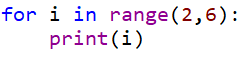 for i in range(2,6):
    print(i)